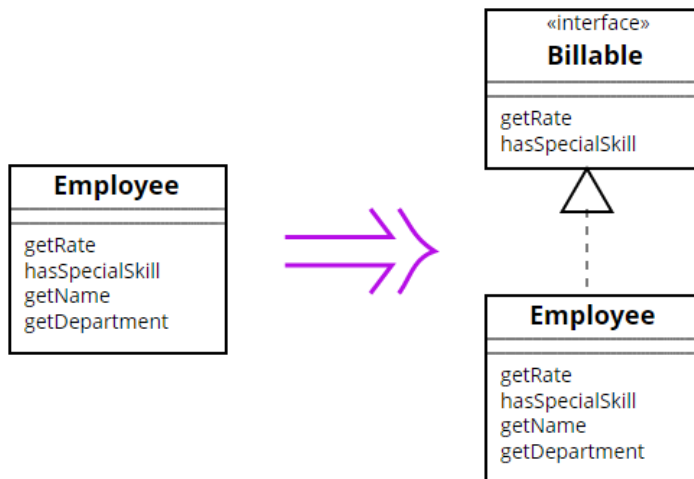 Employee
getRate
hasSpecialSkill
getName
getDepartment
«interface»
Billable
getRate
hasSpecialSkill
Employee
getRate
hasSpecialSkill
getName
getDepartment